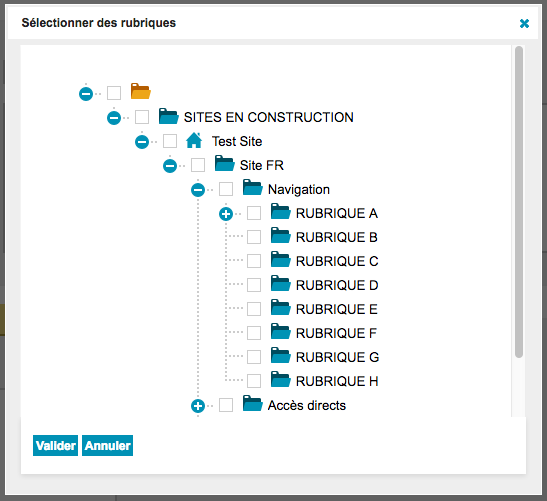 Sélectionner des rubriques
SITES EN CONSTRUCTION
Test Site
Site FR
Navigation
RUBRIQUE A
RUBRIQUE B
RUBRIQUE C
RUBRIQUE D
RUBRIQUE E
RUBRIQUE F
RUBRIQUE G
RUBRIQUE H
Accès directs
Valider Annuler